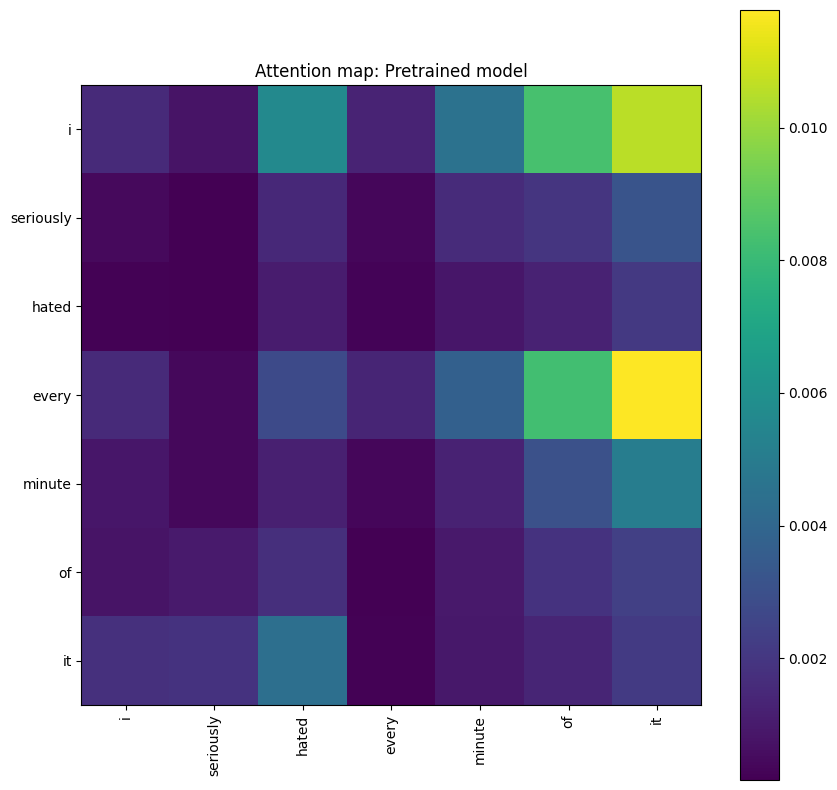 Attention map: Pretrained model
i
seriously
hated
every
minute
of
it
i
seriously
hated
every
minute
of
it
0.010
0.008
0.006
0.004
0.002